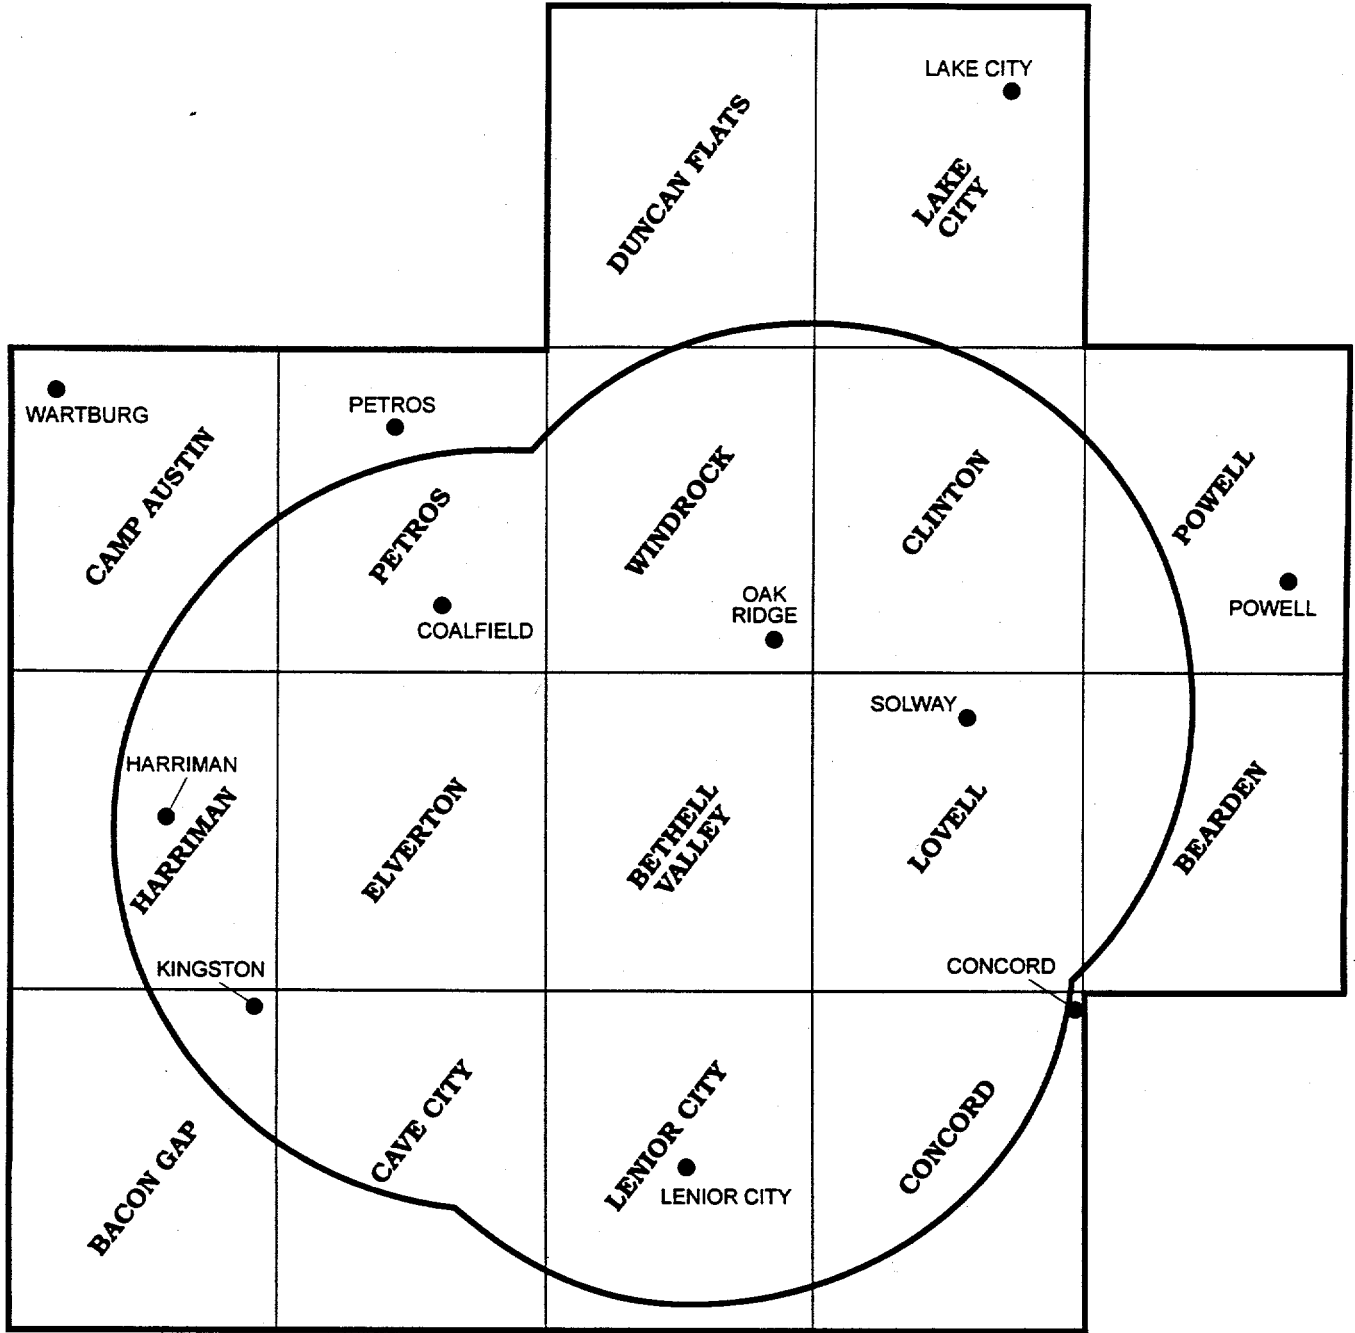 LAKE CITY
DUNCAN FLATS
LAKE
CITY
WARTBURG
PETROS
CAMP AUSTIN
PETROS
WINDROCK
CLINTON
POWELL
COALFIELD
OAK
RIDGE
POWELL
SOLWAY
HARRIMAN
HARRIMAN
ELVERTON
BETHELL
VALLEY
LOVELL
BEARDEN
KINGSTON
CONCORD
BACON GAP
CAVE CITY
LENIOR CITY
LENIOR CITY
CONCORD